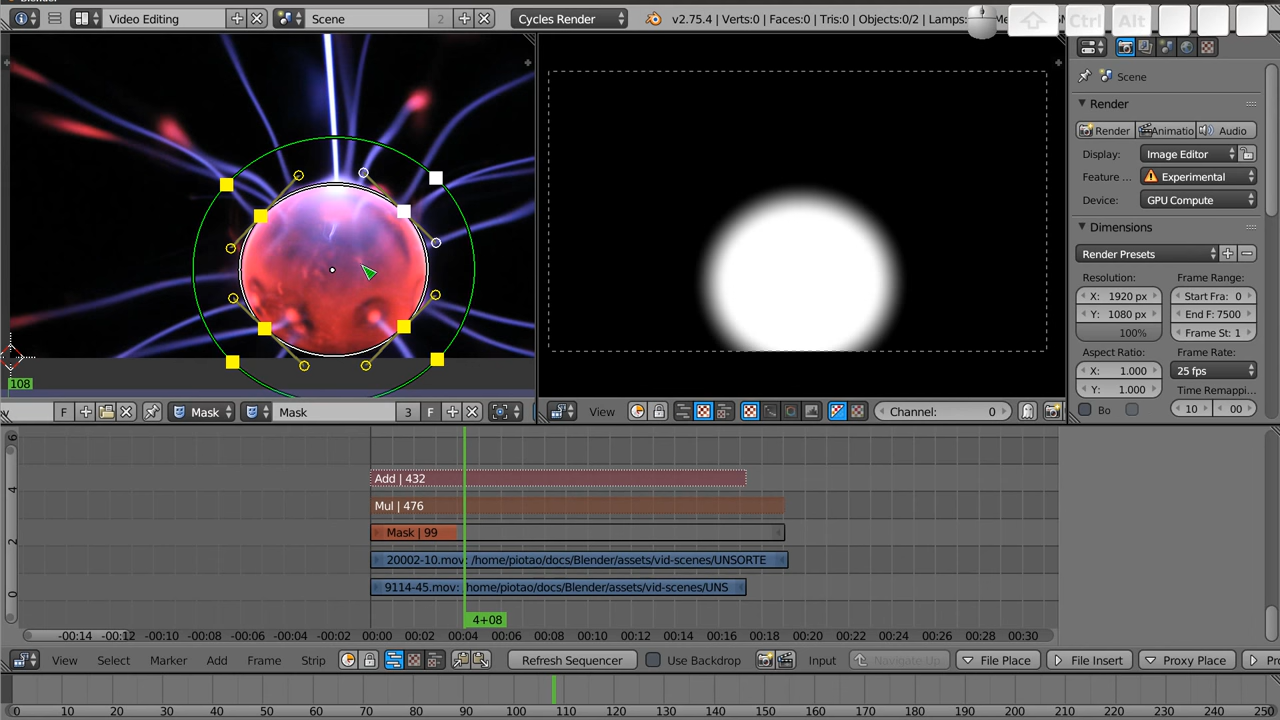 Video Editing
Scene
2
Cycles Render
v2.75.4 | Verts:0 | Faces:0 | Tris:0 | Objects:0/2 | Lamps:
Ctrl
Alt
Scene
Render
Render
Animatio
Audio
Display:
Image Editor
Feature ...
Experimental
Device:
GPU Compute
Dimensions
Render Presets
Resolution:
Frame Range:
X: 1920 px
Start Fra: 0
Y: 1080 px
End F: 7500
100%
Frame St: 1
Aspect Ratio:
Frame Rate:
X: 1.000
25 fps
Y: 1.000
Time Remappi...
Bo
10
00
108
F
Mask
Mask
3
F
View
Channel: 0
6
4
2
0
Add | 432
Mul | 476
Mask | 99
20002-10.mov: /home/piotao/docs/Blender/assets/vid-scenes/UNSORTE
9114-45.mov: /home/piotao/docs/Blender/assets/vid-scenes/UNS
4+08
-00:14 -00:12 -00:10 -00:08 -00:06 -00:04 -00:02 00:00 00:02 00:04 00:06 00:08 00:10 00:12 00:14 00:16 00:18 00:20 00:22 00:24 00:26 00:28 00:30
View Select Marker Add Frame Strip Refresh Sequencer Use Backdrop Input Navigate Up File Place File Insert Proxy Place Pro
0 10 20 30 40 50 60 70 80 90 100 110 120 130 140 150 160 170 180 190 200 210 220 230 240 250